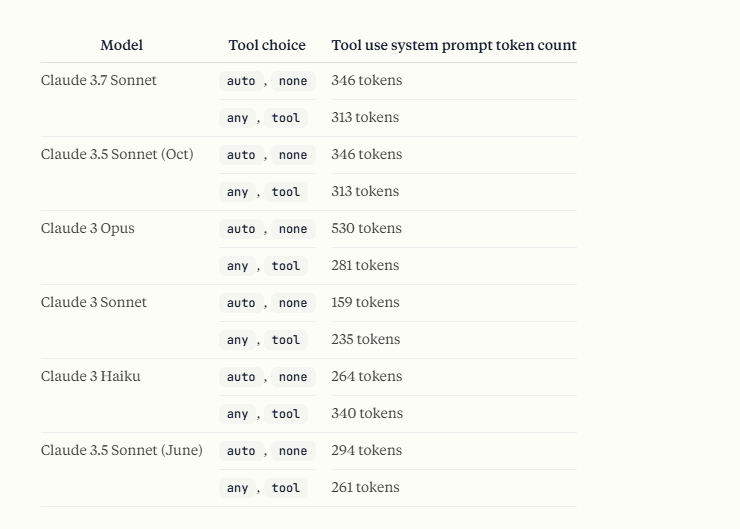 Model Tool choice Tool use system prompt token count
Claude 3.7 Sonnet auto , none 346 tokens
any , tool 313 tokens
Claude 3.5 Sonnet (Oct) auto , none 346 tokens
any , tool 313 tokens
Claude 3 Opus auto , none 530 tokens
any , tool 281 tokens
Claude 3 Sonnet auto , none 159 tokens
any , tool 235 tokens
Claude 3 Haiku auto , none 264 tokens
any , tool 340 tokens
Claude 3.5 Sonnet (June) auto , none 294 tokens
any , tool 261 tokens